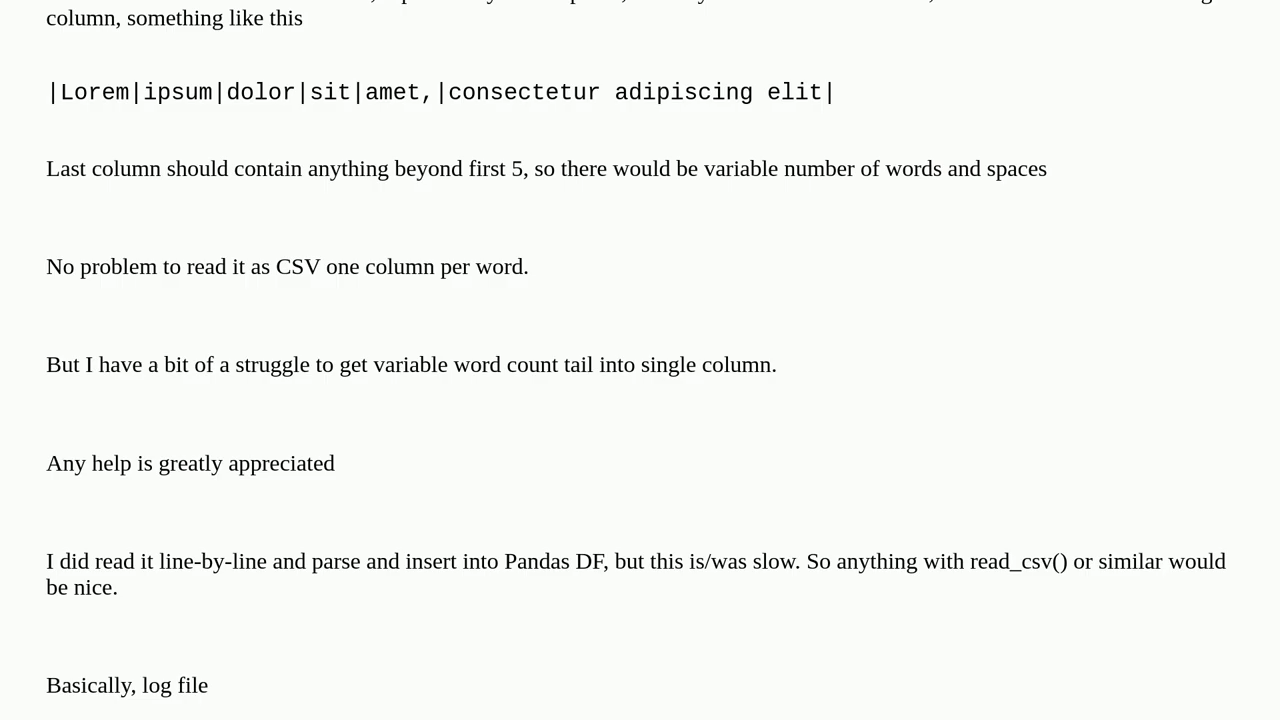 column, something like this
|Lorem|ipsum|dolor|sit|amet,|consectetur adipiscing elit|
Last column should contain anything beyond first 5, so there would be variable number of words and spaces
No problem to read it as CSV one column per word.
But I have a bit of a struggle to get variable word count tail into single column.
Any help is greatly appreciated
I did read it line-by-line and parse and insert into Pandas DF, but this is/was slow. So anything with read_csv() or similar would
be nice.
Basically, log file